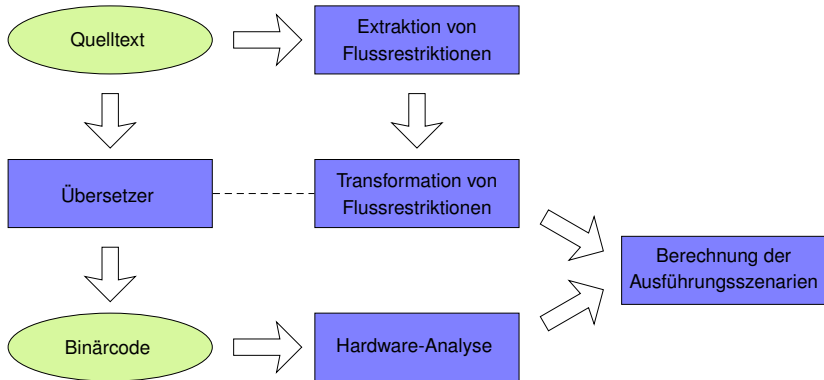 Quelltext
Extraktion von
Flussrestriktionen
Übersetzer
Transformation von
Flussrestriktionen
Berechnung der
Ausführungsszenarien
Binärcode
Hardware-Analyse